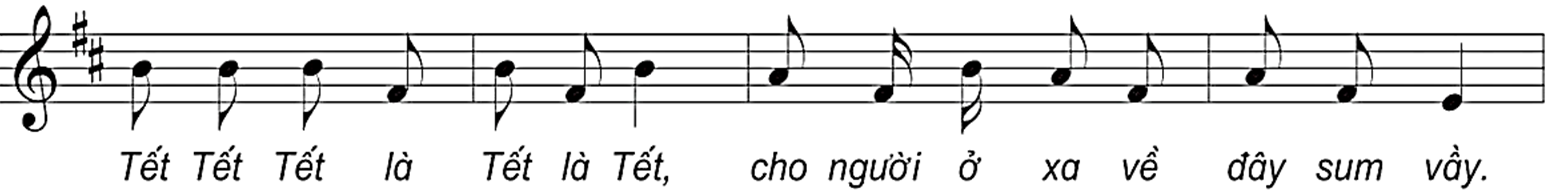 Tết Tết Tết là Tết là Tết, cho người ở xa về đây sum vầy.